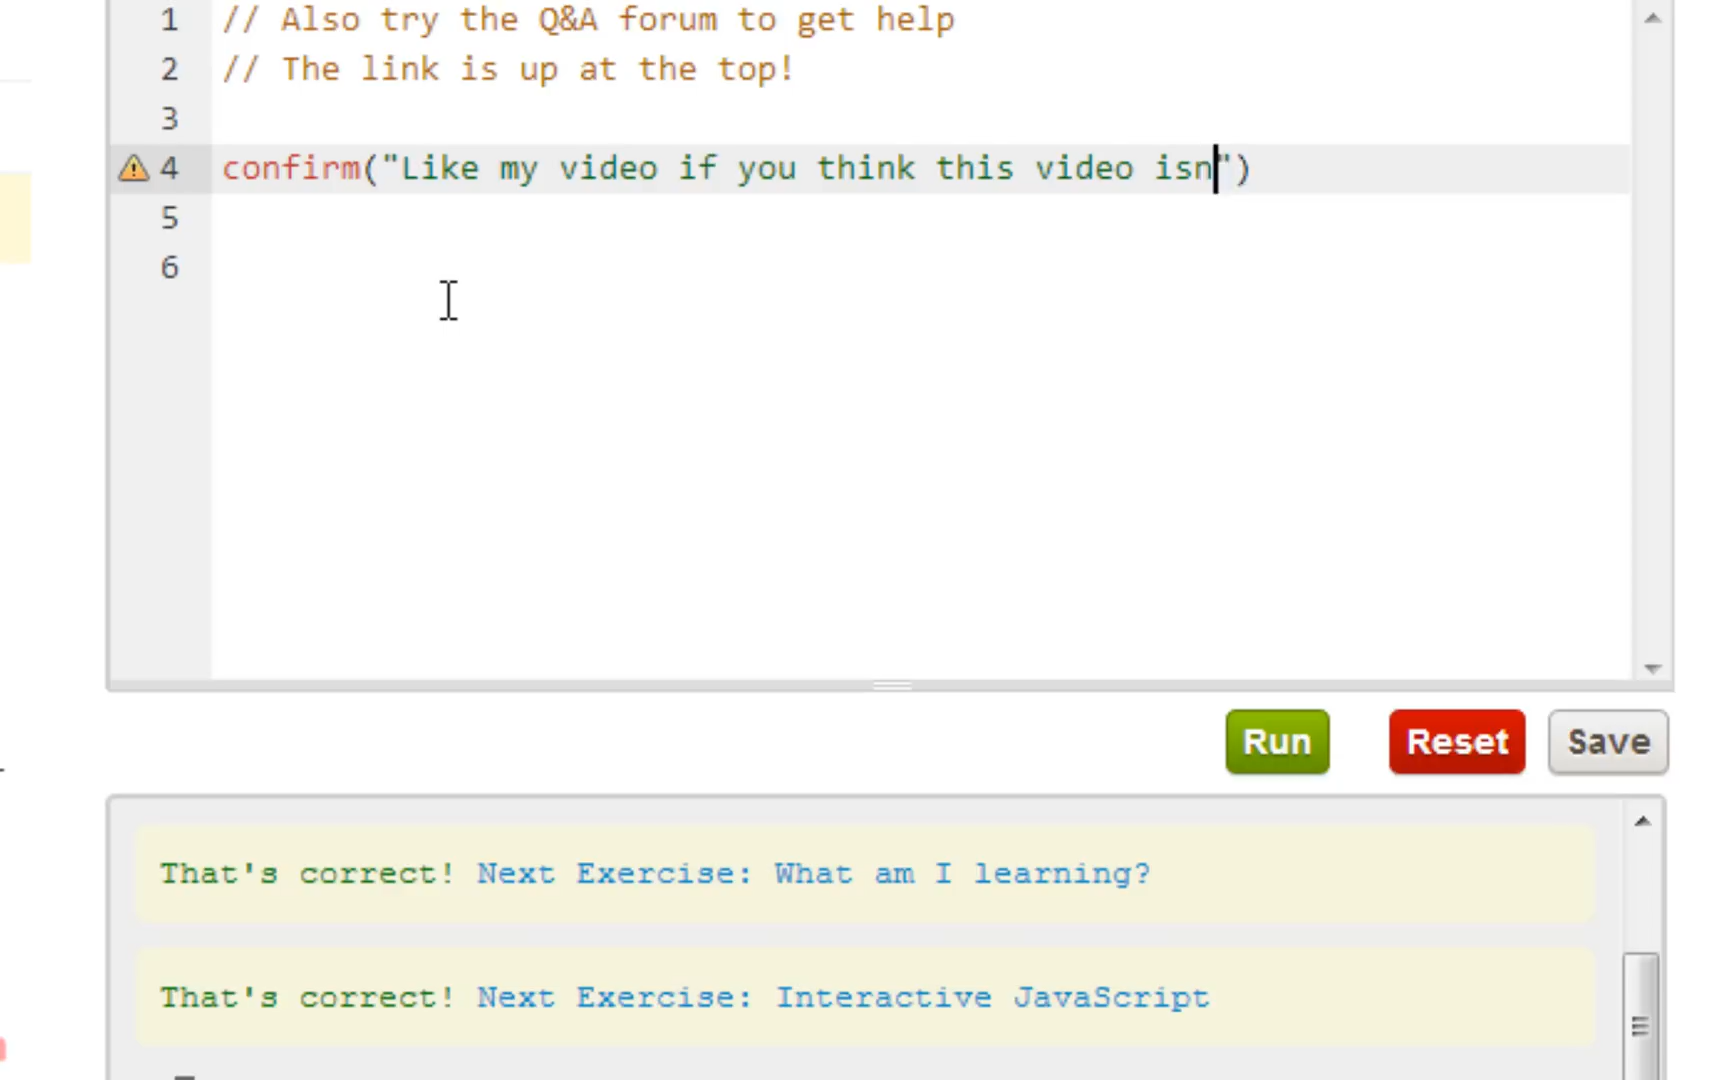 1 // Also try the Q&A forum to get help
2 // The link is up at the top!
3
4 confirm("Like my video if you think this video isn")
5
6
Run Reset Save
That's correct! Next Exercise: What am I learning?
That's correct! Next Exercise: Interactive JavaScript